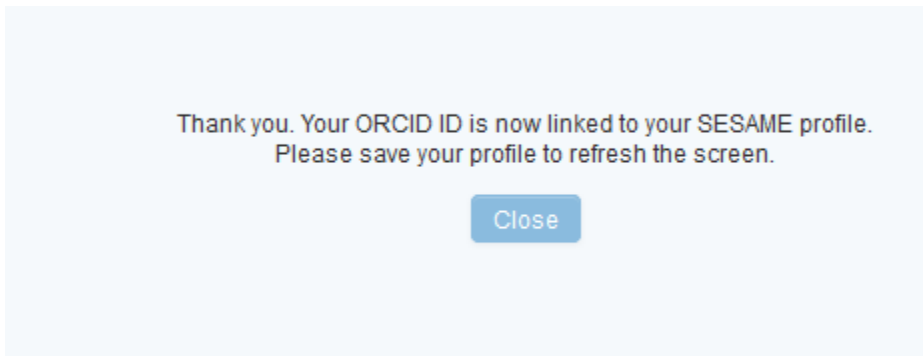 Thank you. Your ORCID ID is now linked to your SESAME profile.
Please save your profile to refresh the screen.
Close